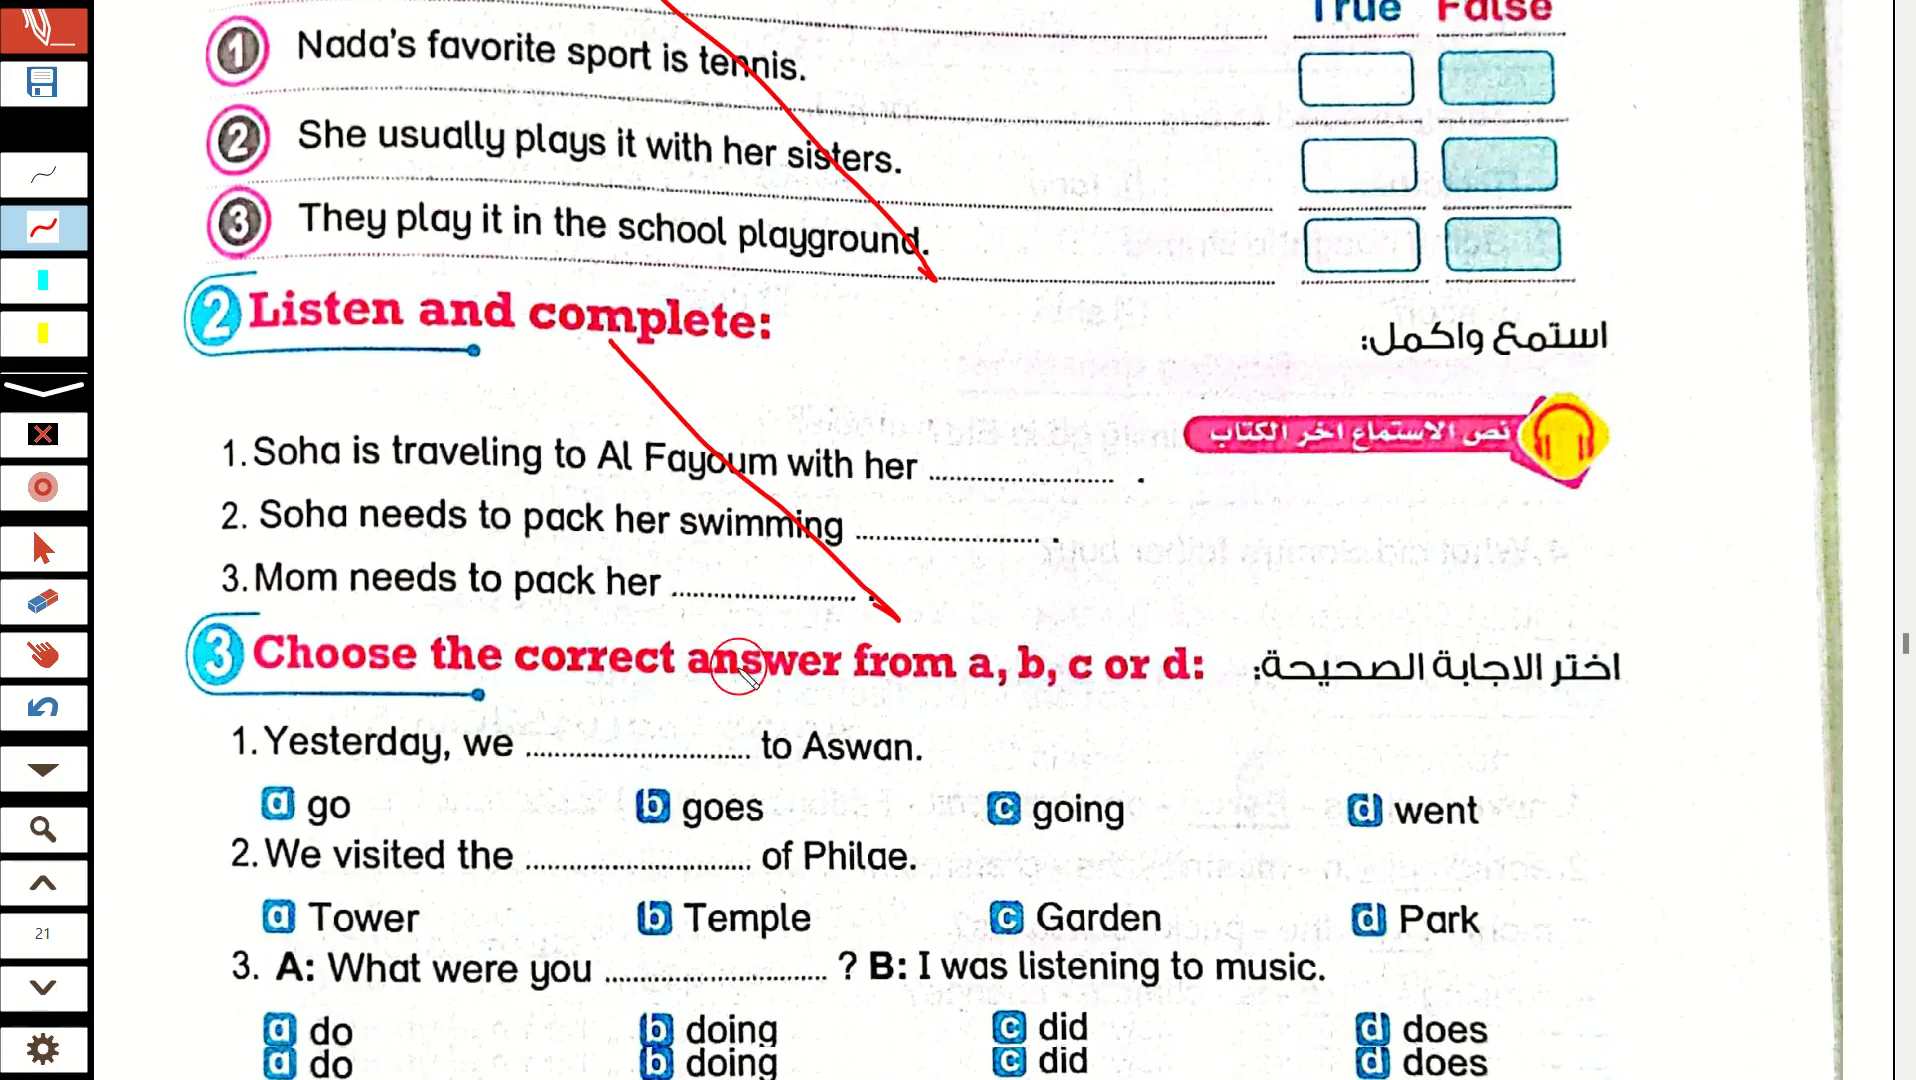 True False
1 Nada's favorite sport is tennis.
2 She usually plays it with her sisters.
3 They play it in the school playground.
2 Listen and complete:
استمع واكمل:
نص الاستماع اخر الكتاب
1. Soha is traveling to Al Fayoum with her ........................ .
2. Soha needs to pack her swimming ........................ .
3. Mom needs to pack her ........................ .
3 Choose the correct answer from a, b, c or d:
اختر الاجابة الصحيحة:
1. Yesterday, we ........................ to Aswan.
a go b goes c going d went
2. We visited the ........................ of Philae.
a Tower b Temple c Garden d Park
3. A: What were you ........................ ? B: I was listening to music.
a do b doing c did d does
a do b doing c did d does
21